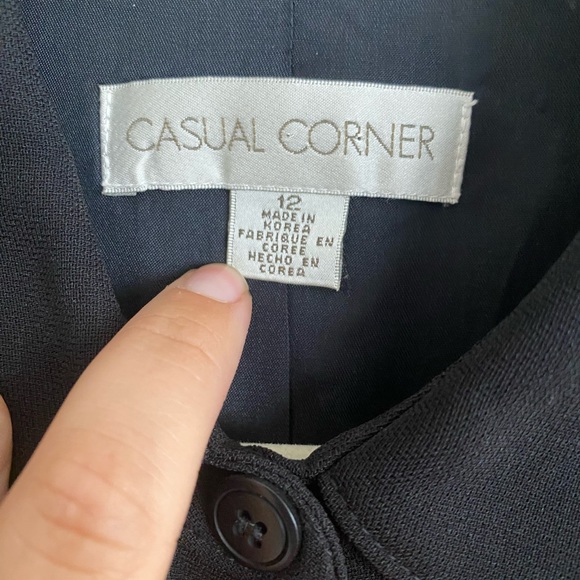 CASUAL CORNER
12
MADE IN
KOREA
FABRIQUE EN
COREE
HECHO EN
COREA